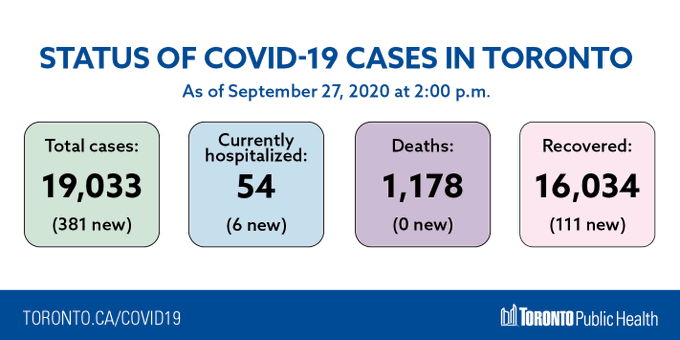 STATUS OF COVID-19 CASES IN TORONTO
As of September 27, 2020 at 2:00 p.m.
Total cases:
19,033
(381 new)
Currently
hospitalized:
54
(6 new)
Deaths:
1,178
(0 new)
Recovered:
16,034
(111 new)
TORONTO.CA/COVID19
TORONTO Public Health